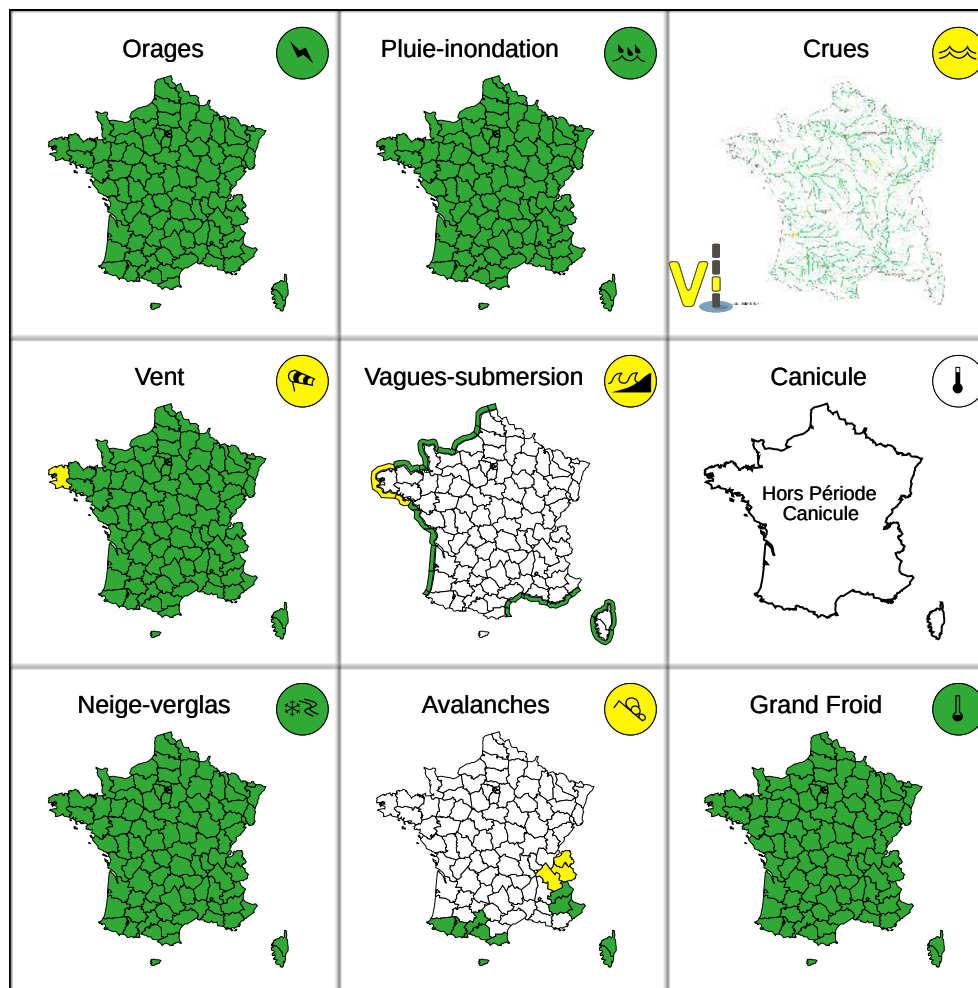 Orages
Pluie-inondation
Crues
Vent
Vagues-submersion
Canicule
Hors Période
Canicule
Neige-verglas
Avalanches
Grand Froid